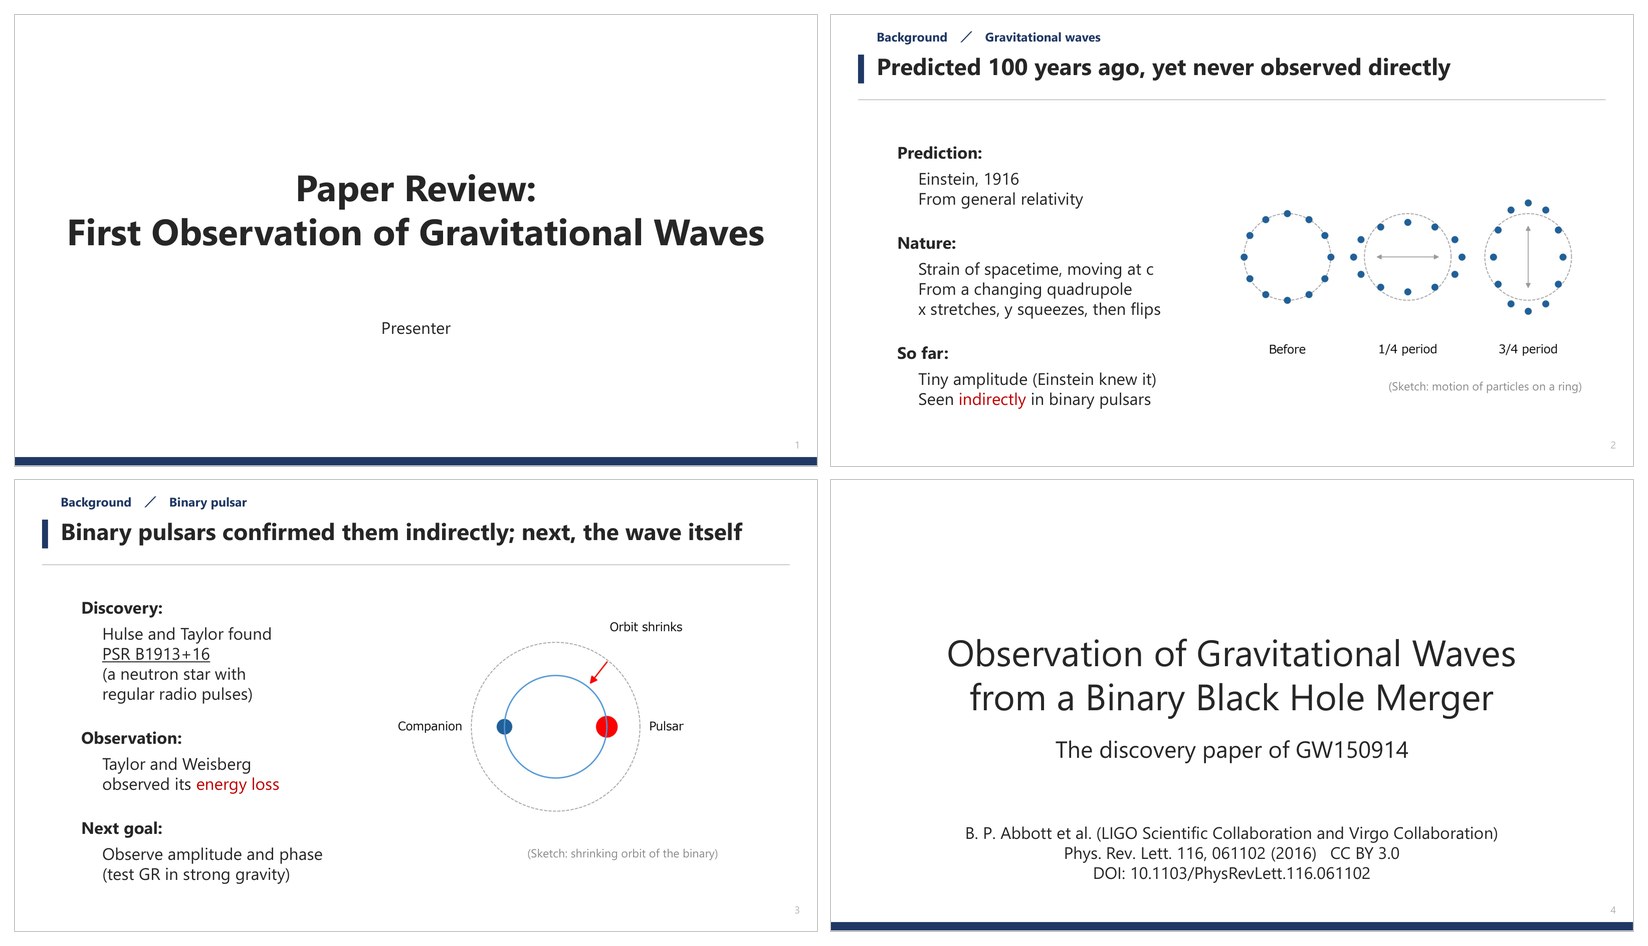 Paper Review:
First Observation of Gravitational Waves
Presenter
1
Background ／ Gravitational waves
Predicted 100 years ago, yet never observed directly
Prediction:
Einstein, 1916
From general relativity
Nature:
Strain of spacetime, moving at c
From a changing quadrupole
x stretches, y squeezes, then flips
So far:
Tiny amplitude (Einstein knew it)
Seen indirectly in binary pulsars
Before
1/4 period
3/4 period
(Sketch: motion of particles on a ring)
2
Background ／ Binary pulsar
Binary pulsars confirmed them indirectly; next, the wave itself
Discovery:
Hulse and Taylor found
PSR B1913+16
(a neutron star with
regular radio pulses)
Observation:
Taylor and Weisberg
observed its energy loss
Next goal:
Observe amplitude and phase
(test GR in strong gravity)
Orbit shrinks
Companion
Pulsar
(Sketch: shrinking orbit of the binary)
3
Observation of Gravitational Waves
from a Binary Black Hole Merger
The discovery paper of GW150914
B. P. Abbott et al. (LIGO Scientific Collaboration and Virgo Collaboration)
Phys. Rev. Lett. 116, 061102 (2016) CC BY 3.0
DOI: 10.1103/PhysRevLett.116.061102
4